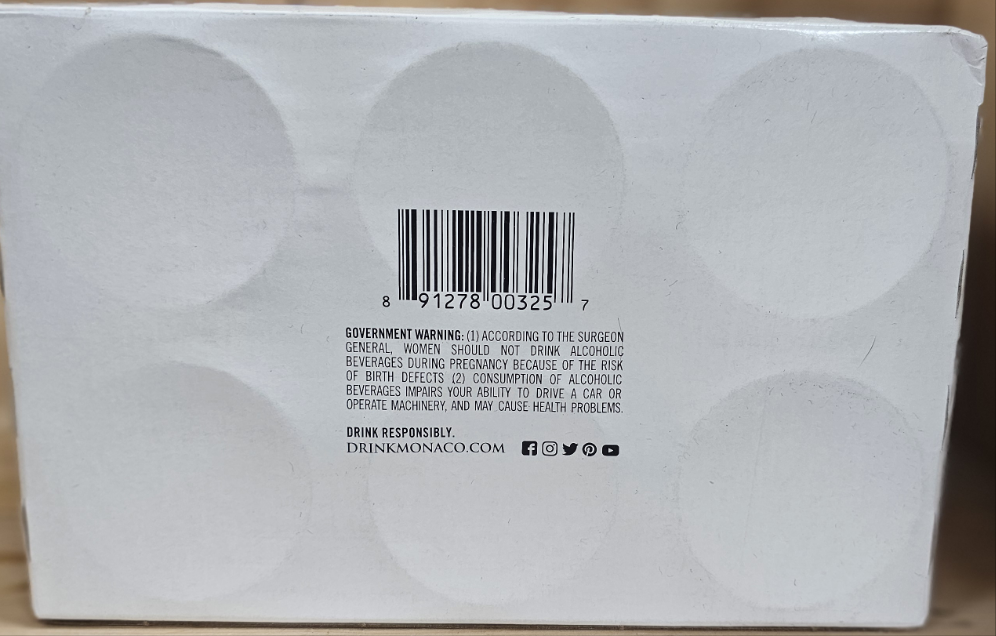 8 91278 00325 7
GOVERNMENT WARNING: (1) ACCORDING TO THE SURGEON
GENERAL, WOMEN SHOULD NOT DRINK ALCOHOLIC
BEVERAGES DURING PREGNANCY BECAUSE OF THE RISK
OF BIRTH DEFECTS (2) CONSUMPTION OF ALCOHOLIC
BEVERAGES IMPAIRS YOUR ABILITY TO DRIVE A CAR OR
OPERATE MACHINERY, AND MAY CAUSE HEALTH PROBLEMS.
DRINK RESPONSIBLY.
DRINKMONACO.COM